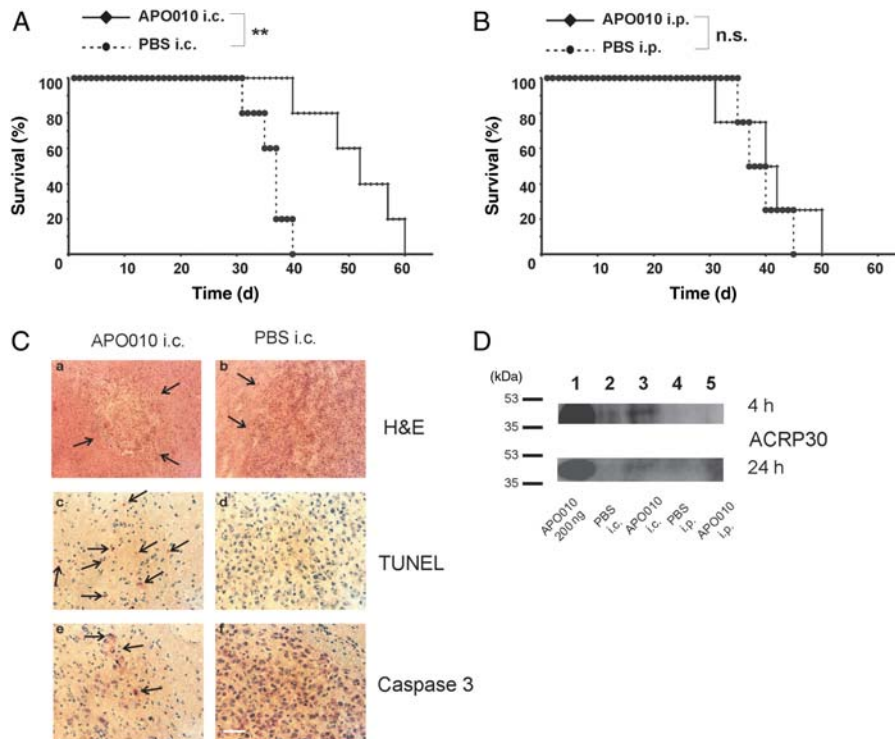 A
APO010 i.c.
PBS i.c.
**
Survival (%)
100
80
60
40
20
0
10 20 30 40 50 60
Time (d)
B
APO010 i.p.
PBS i.p.
n.s.
Survival (%)
100
80
60
40
20
0
10 20 30 40 50 60
Time (d)
C
APO010 i.c. PBS i.c.
a b
H&E
c d
TUNEL
e f
Caspase 3
D
(kDa) 1 2 3 4 5
53
35
4 h
ACRP30
53
35
24 h
APO010 200 ng
PBS i.c.
APO010 i.c.
PBS i.p.
APO010 i.p.